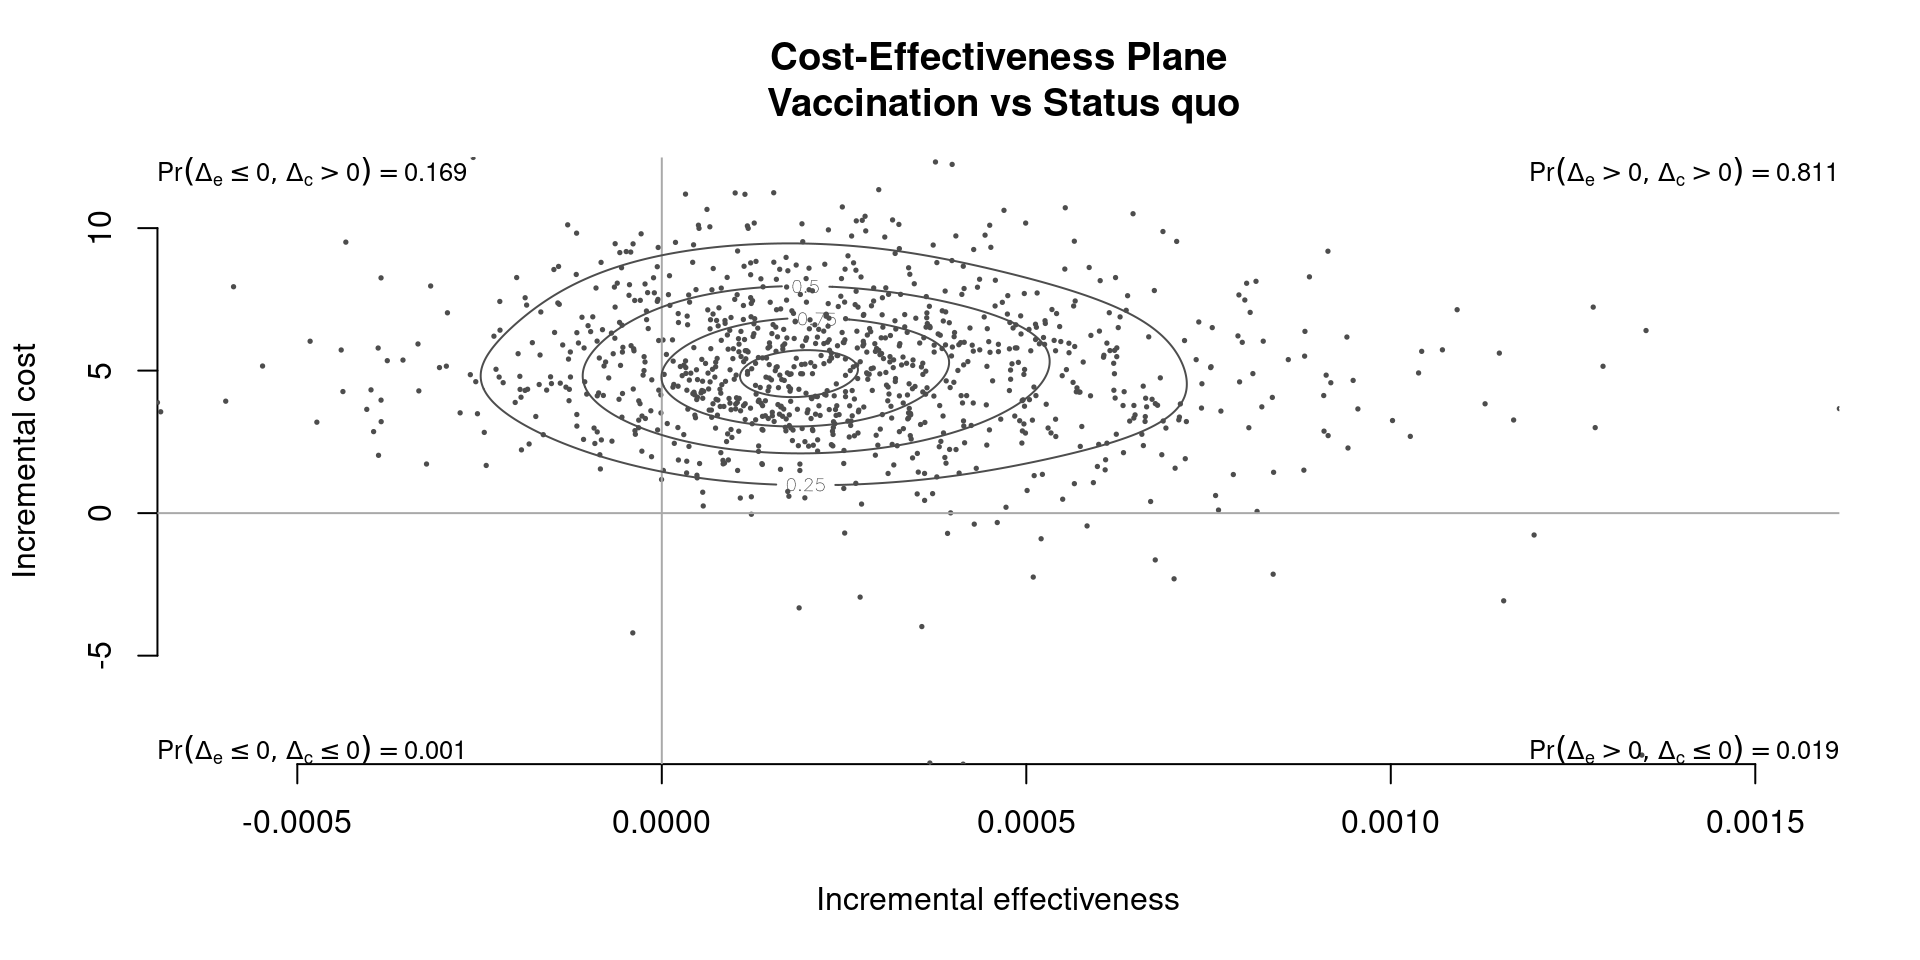 Cost-Effectiveness Plane
Vaccination vs Status quo
Pr(Δe ≤ 0, Δc > 0) = 0.169
Pr(Δe > 0, Δc > 0) = 0.811
10
5
0
-5
Incremental cost
0.5
0.75
0.25
Pr(Δe ≤ 0, Δc ≤ 0) = 0.001
Pr(Δe > 0, Δc ≤ 0) = 0.019
-0.0005
0.0000
0.0005
0.0010
0.0015
Incremental effectiveness